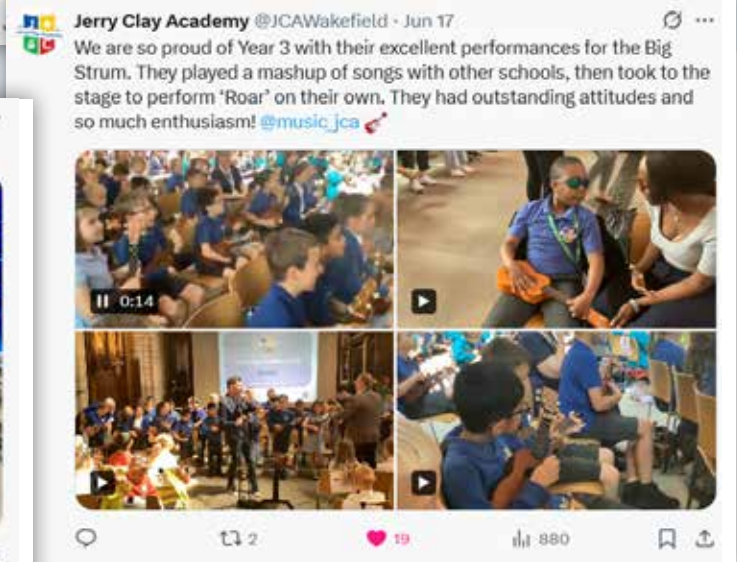 Jerry Clay Academy @JCAWakefield · Jun 17
We are so proud of Year 3 with their excellent performances for the Big
Strum. They played a mashup of songs with other schools, then took to the
stage to perform ‘Roar’ on their own. They had outstanding attitudes and
so much enthusiasm! @music_jca
0:14
2
19
880